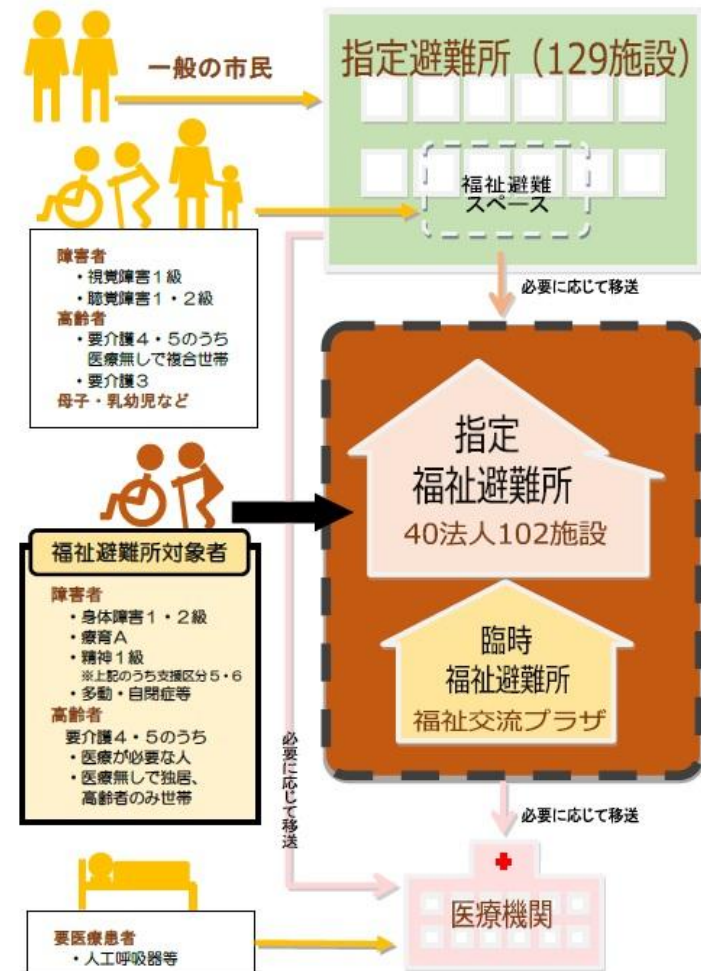 一般の市民
指定避難所（129施設）
福祉避難
スペース
障害者
・視覚障害1級
・聴覚障害1・2級
高齢者
・要介護4・5のうち
医療無しで複合世帯
・要介護3
母子・乳幼児など
必要に応じて移送
指定
福祉避難所
40法人102施設
臨時
福祉避難所
福祉交流プラザ
福祉避難所対象者
障害者
・身体障害1・2級
・療育A
・精神1級
※上記のうち支援区分5・6
・多動・自閉症等
高齢者
要介護4・5のうち
・医療が必要な人
・医療無しで独居、
高齢者のみ世帯
必要に応じて移送
必要に応じて移送
医療機関
要医療患者
・人工呼吸器等